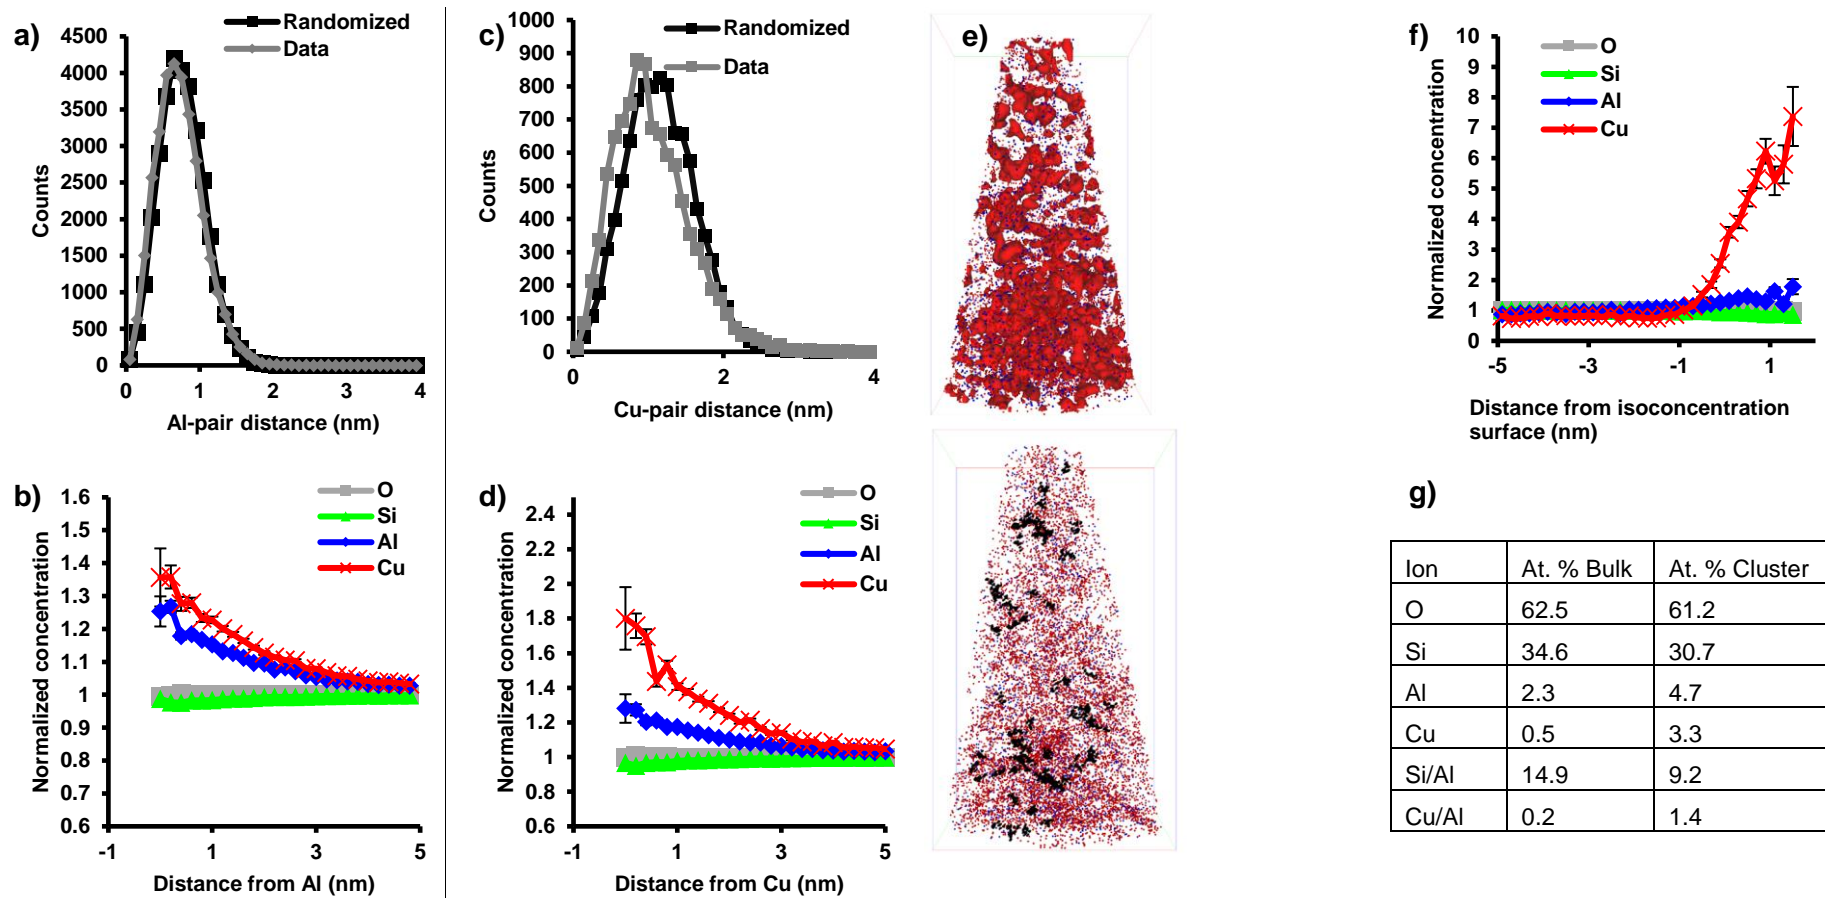 a)
Randomized
Data
4500
4000
3500
3000
2500
2000
1500
1000
500
0
Counts
0 1 2 3 4
Al-pair distance (nm)
b)
O
Si
Al
Cu
1.6
1.5
1.4
1.3
1.2
1.1
1
0.9
0.8
0.7
0.6
Normalized concentration
-1 1 3 5
Distance from Al (nm)
c)
Randomized
Data
1000
900
800
700
600
500
400
300
200
100
0
Counts
0 2 4
Cu-pair distance (nm)
d)
O
Si
Al
Cu
2.4
2.2
2
1.8
1.6
1.4
1.2
1
0.8
0.6
Normalized concentration
-1 1 3 5
Distance from Cu (nm)
e)
f)
O
Si
Al
Cu
10
9
8
7
6
5
4
3
2
1
0
Normalized concentration
-5 -3 -1 1
Distance from isoconcentration
surface (nm)
g)
Ion At. % Bulk At. % Cluster
O 62.5 61.2
Si 34.6 30.7
Al 2.3 4.7
Cu 0.5 3.3
Si/Al 14.9 9.2
Cu/Al 0.2 1.4